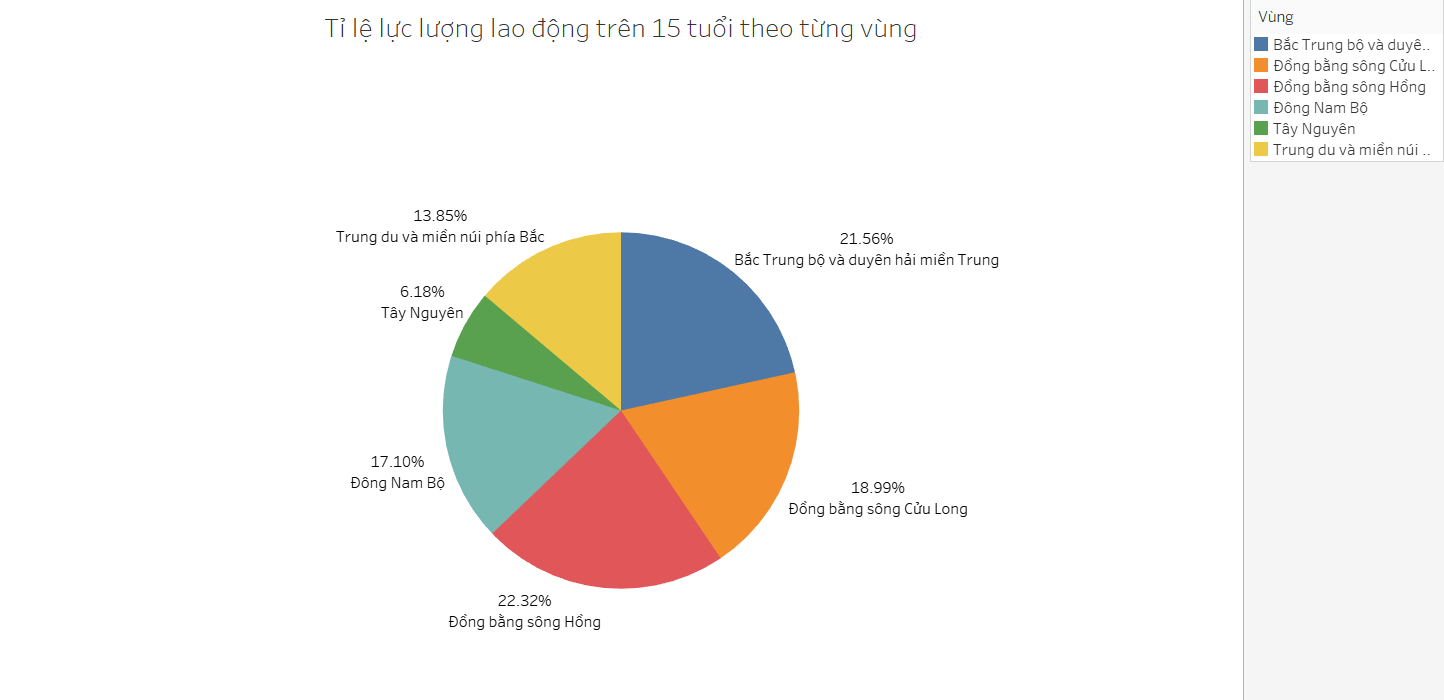 Tỉ lệ lực lượng lao động trên 15 tuổi theo từng vùng
13.85%
Trung du và miền núi phía Bắc
21.56%
Bắc Trung bộ và duyên hải miền Trung
6.18%
Tây Nguyên
17.10%
Đông Nam Bộ
18.99%
Đồng bằng sông Cửu Long
22.32%
Đồng bằng sông Hồng
Vùng
Bắc Trung bộ và duyê..
Đồng bằng sông Cửu L..
Đồng bằng sông Hồng
Đông Nam Bộ
Tây Nguyên
Trung du và miền núi ..